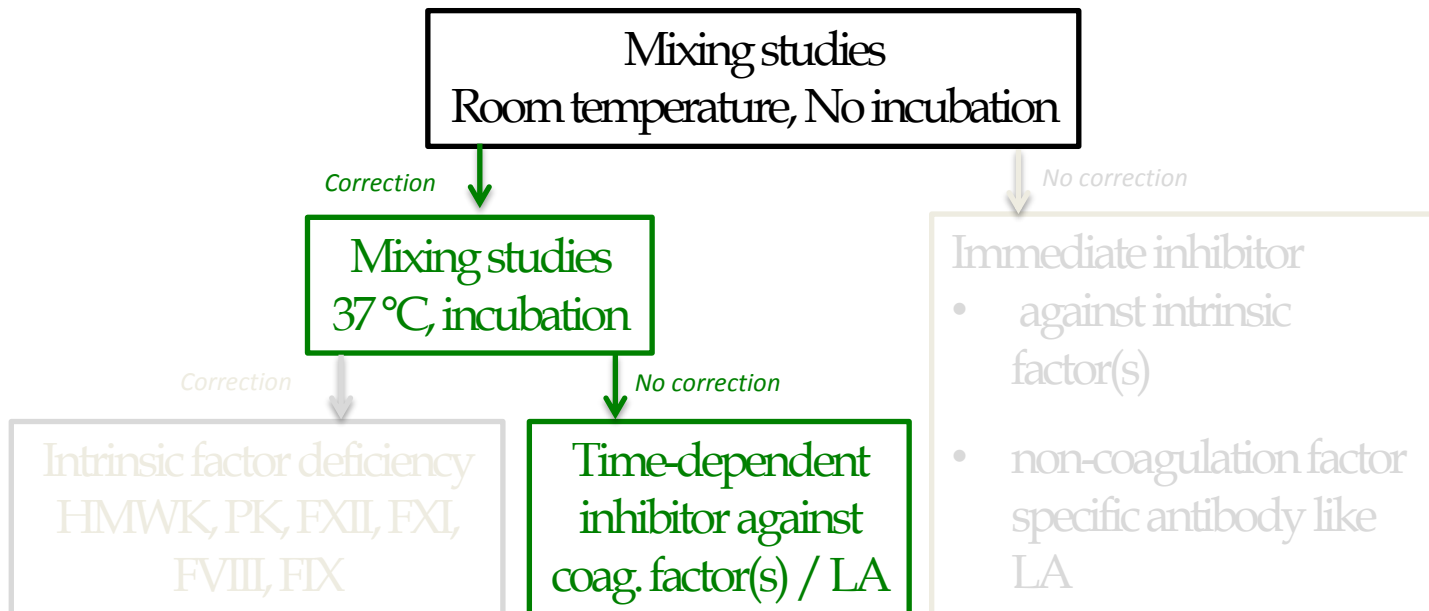 Mixing studies
Room temperature, No incubation
Correction
No correction
Mixing studies
37 °C, incubation
Immediate inhibitor
• against intrinsic
factor(s)
• non-coagulation factor
specific antibody like
LA
Correction
No correction
Intrinsic factor deficiency
HMWK, PK, FXII, FXI,
FVIII, FIX
Time-dependent
inhibitor against
coag. factor(s) / LA